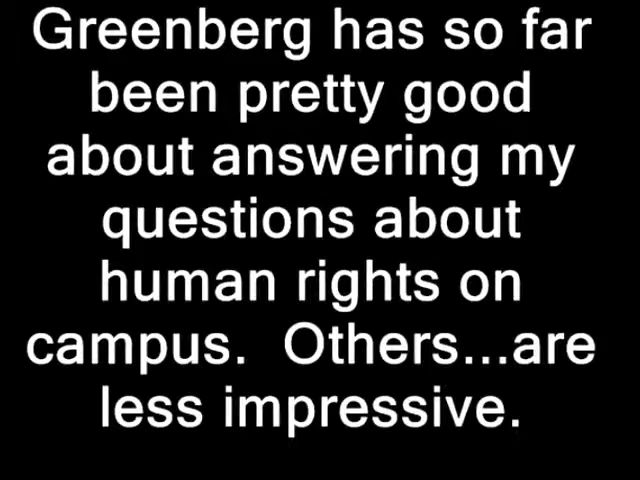 Greenberg has so far
been pretty good
about answering my
questions about
human rights on
campus.  Others...are
less impressive.